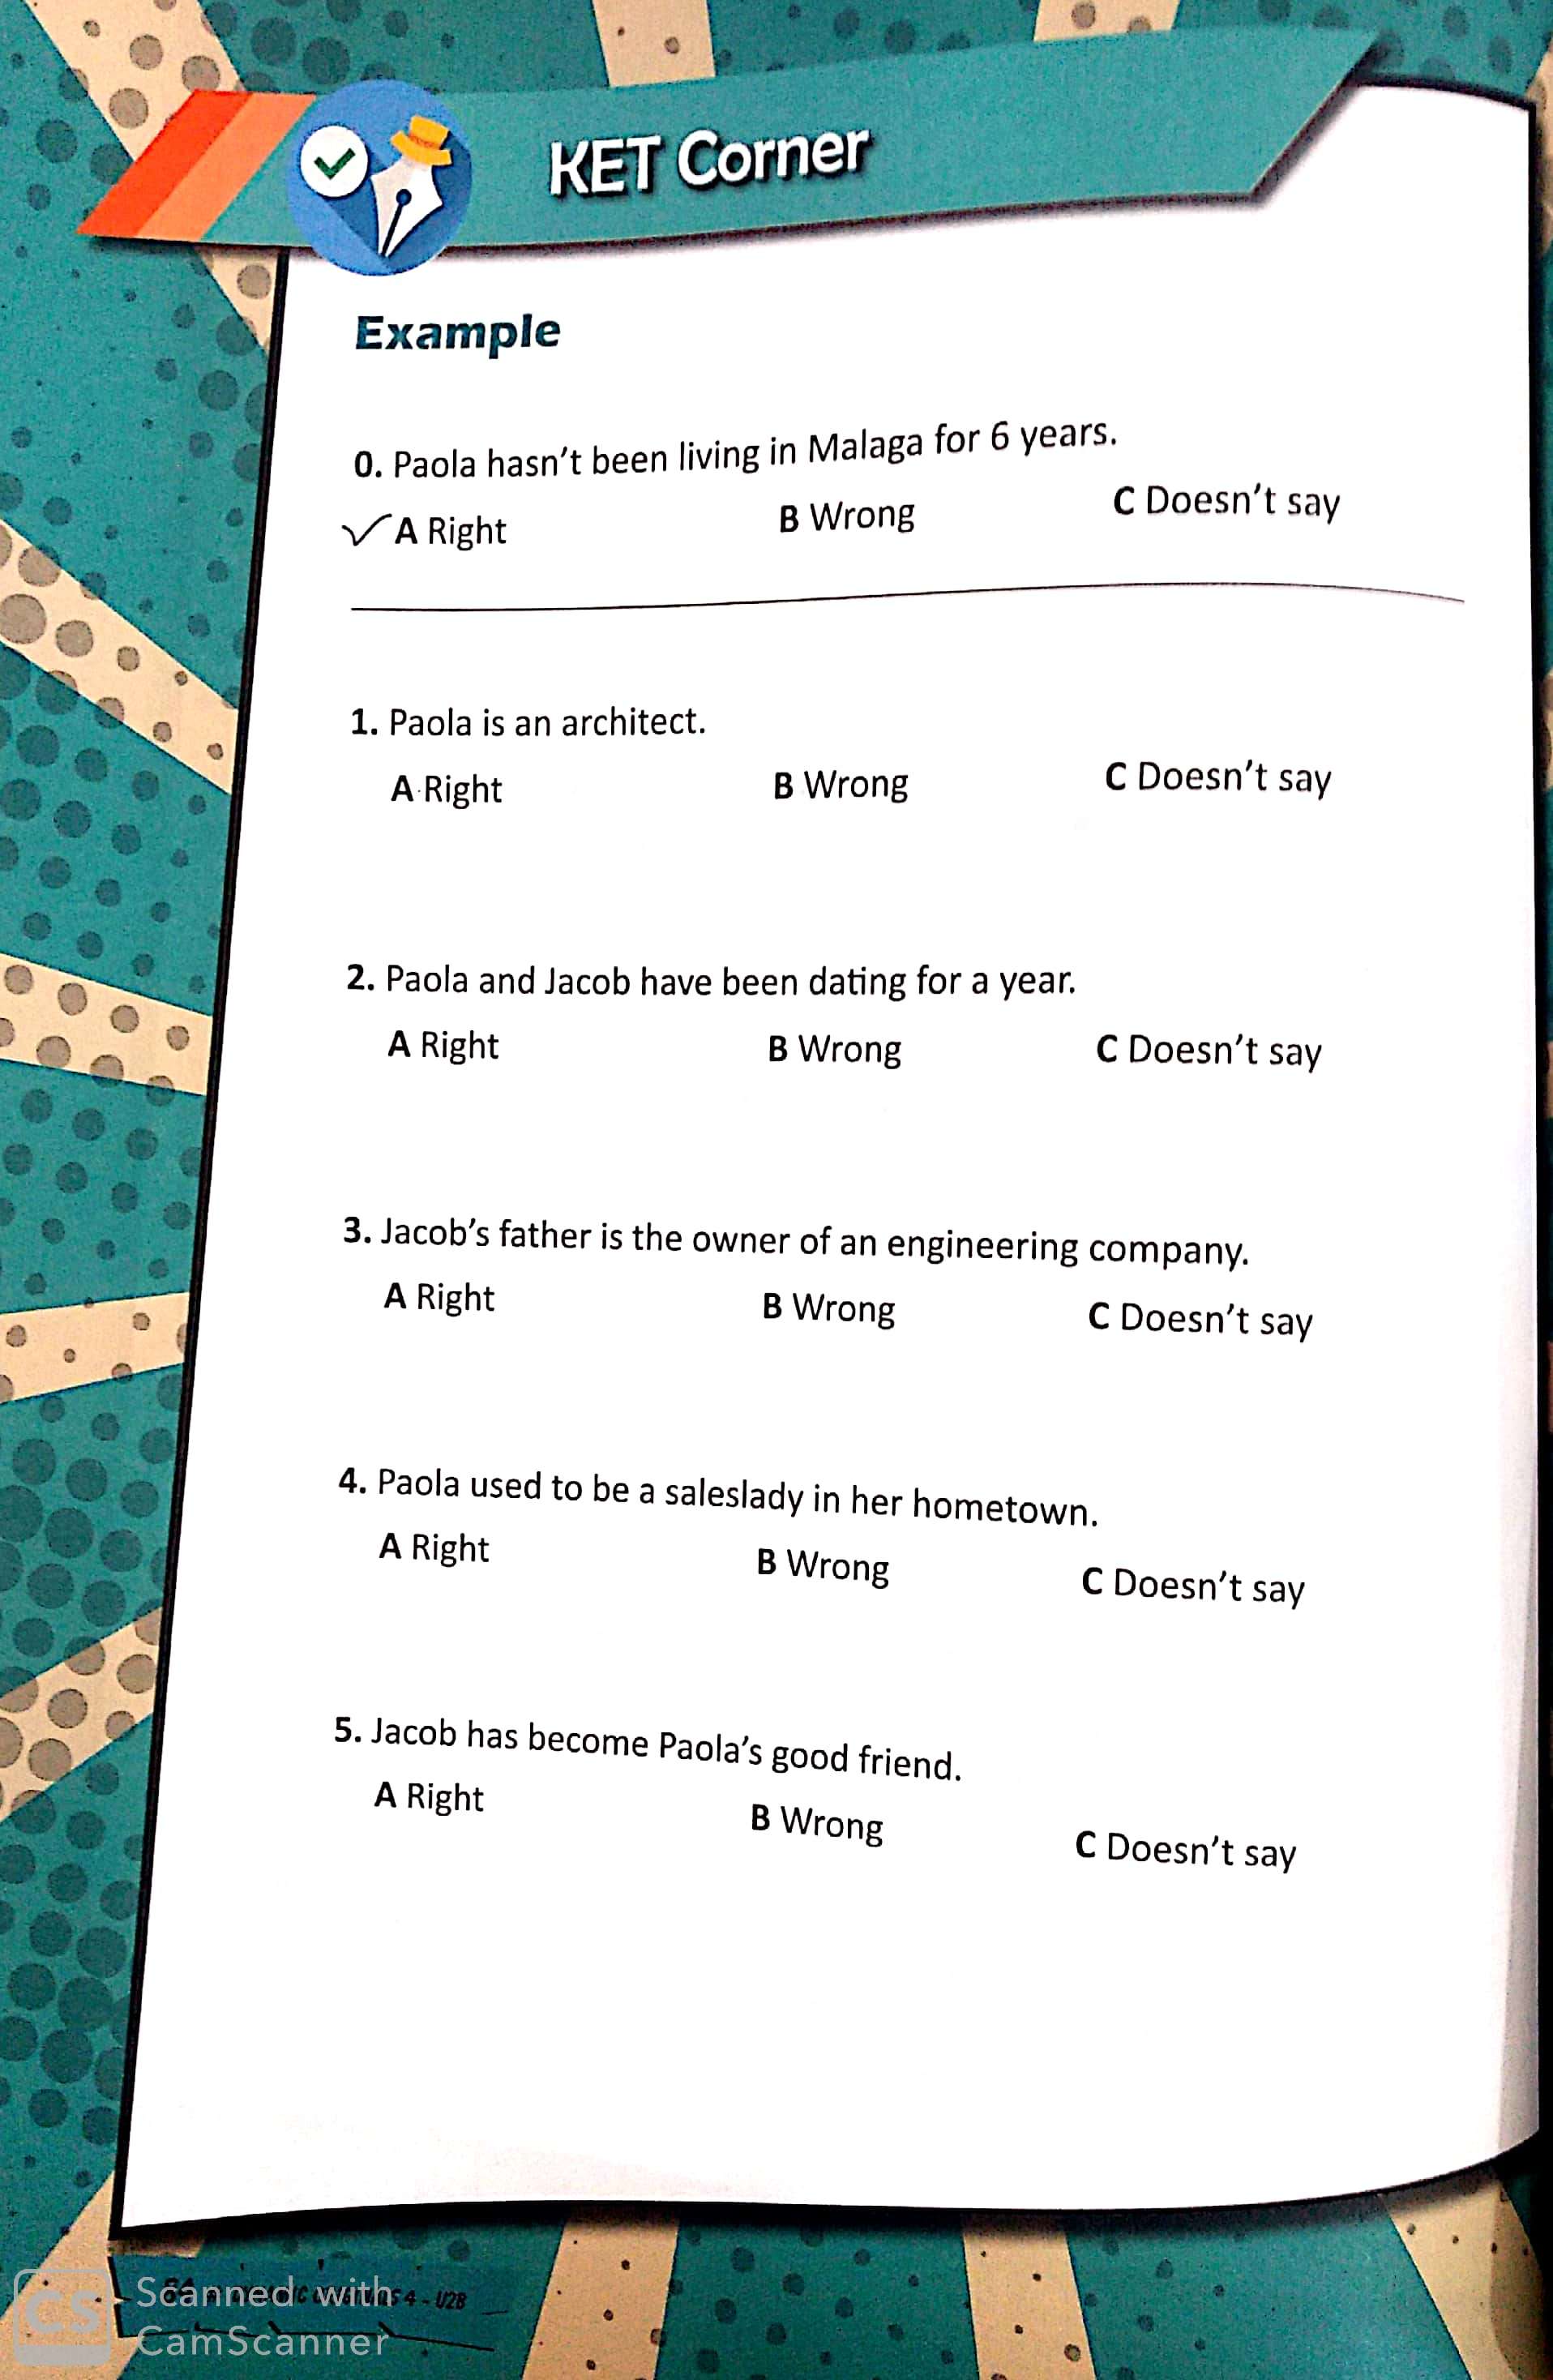 KET Corner
Example
0. Paola hasn't been living in Malaga for 6 years.
A Right B Wrong C Doesn't say
1. Paola is an architect.
A Right B Wrong C Doesn't say
2. Paola and Jacob have been dating for a year.
A Right B Wrong C Doesn't say
3. Jacob's father is the owner of an engineering company.
A Right B Wrong C Doesn't say
4. Paola used to be a saleslady in her hometown.
A Right B Wrong C Doesn't say
5. Jacob has become Paola's good friend.
A Right B Wrong C Doesn't say
4 - U2B
CS Scanned with
CamScanner